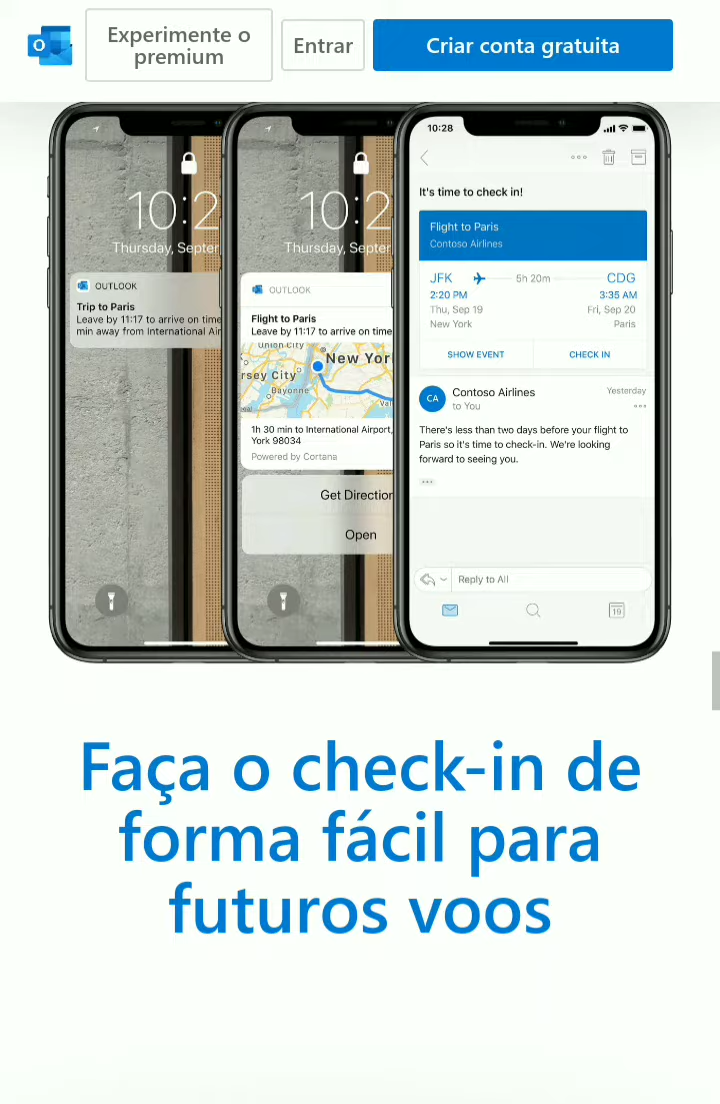 Experimente o
premium
Entrar
Criar conta gratuita
O
10:2
Thursday,
OUTLOOK
Trip to Paris
Leave by 11:17 to arrive on time
min away from International
10:2
Thursday,
OUTLOOK
Flight to Paris
Leave by 11:17 to arrive on time
Union City
New
Jersey City
Bayonne
1h 30 min to International Airport,
York 98034
Powered by Cortana
Get
Open
10:28
It's time to check in!
Flight to Paris
Contoso Airlines
JFK 5h 20m CDG
2:20 PM 3:35 AM
Thu, Sep 19 Fri, Sep 20
New York Paris
SHOW EVENT CHECK IN
CA Contoso Airlines Yesterday
to You
There's less than two days before your flight to
Paris so it's time to check-in. We're looking
forward to seeing you.
Reply to All
19
Faça o check-in de
forma fácil para
futuros voos